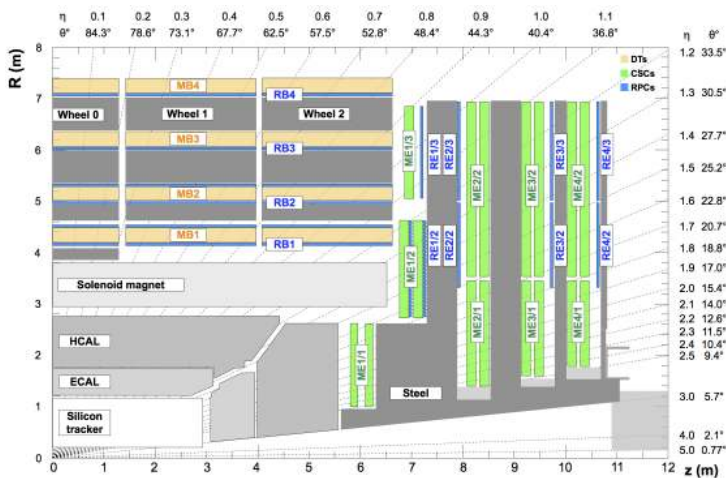 η 0.1 0.2 0.3 0.4 0.5 0.6 0.7 0.8 0.9 1.0 1.1 η θ°
θ° 84.3° 78.6° 73.1° 67.7° 62.5° 57.5° 52.8° 48.4° 44.3° 40.4° 36.8°
R (m)
8
7
6
5
4
3
2
1
0
1.2 33.5°
DTs
CSCs
RPCs
1.3 30.5°
1.4 27.7°
1.5 25.2°
1.6 22.8°
1.7 20.7°
1.8 18.8°
1.9 17.0°
2.0 15.4°
2.1 14.0°
2.2 12.6°
2.3 11.5°
2.4 10.4°
2.5 9.4°
3.0 5.7°
4.0 2.1°
5.0 0.77°
MB4
RB4
Wheel 0 Wheel 1 Wheel 2
MB3
RB3
MB2
RB2
MB1
RB1
Solenoid magnet
HCAL
ECAL
Silicon
tracker
Steel
ME1/3
RE1/3
RE2/3
ME2/2
ME3/2
RE3/3
ME4/2
RE4/3
ME1/2
RE1/2
RE2/2
RE3/2
RE4/2
ME1/1
ME2/1
ME3/1
ME4/1
0 1 2 3 4 5 6 7 8 9 10 11 12
z (m)